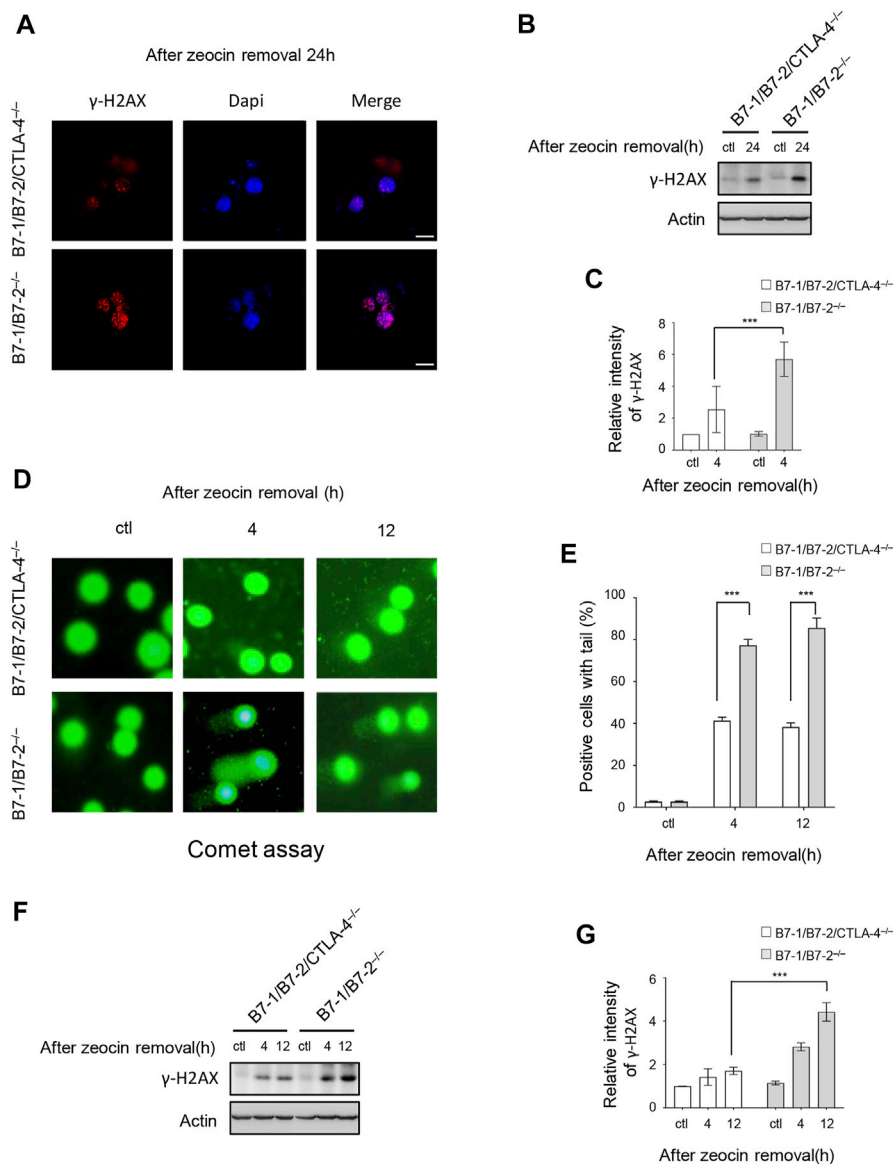 A
After zeocin removal 24h
γ-H2AX Dapi Merge
B7-1/B7-2/CTLA-4⁻/⁻
B7-1/B7-2⁻/⁻
B
B7-1/B7-2/CTLA-4⁻/⁻
B7-1/B7-2⁻/⁻
After zeocin removal(h) ctl 24 ctl 24
γ-H2AX
Actin
C
B7-1/B7-2/CTLA-4⁻/⁻
B7-1/B7-2⁻/⁻
***
Relative intensity
of γ-H2AX
8
6
4
2
0
ctl 4 ctl 4
After zeocin removal(h)
D
After zeocin removal (h)
ctl 4 12
B7-1/B7-2/CTLA-4⁻/⁻
B7-1/B7-2⁻/⁻
Comet assay
E
B7-1/B7-2/CTLA-4⁻/⁻
B7-1/B7-2⁻/⁻
*** ***
Positive cells with tail (%)
100
80
60
40
20
0
ctl 4 12
After zeocin removal(h)
F
B7-1/B7-2/CTLA-4⁻/⁻
B7-1/B7-2⁻/⁻
After zeocin removal(h) ctl 4 12 ctl 4 12
γ-H2AX
Actin
G
B7-1/B7-2/CTLA-4⁻/⁻
B7-1/B7-2⁻/⁻
***
Relative intensity
of γ-H2AX
6
4
2
0
ctl 4 12 ctl 4 12
After zeocin removal(h)